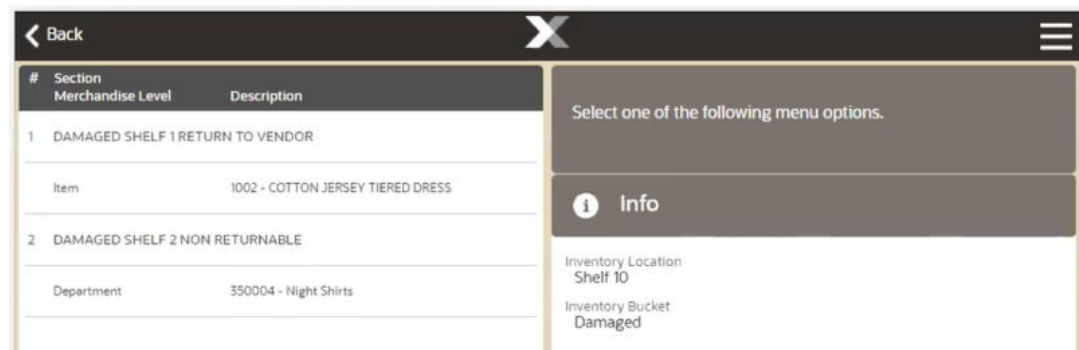 Back
# Section
Merchandise Level Description
1 DAMAGED SHELF 1 RETURN TO VENDOR
Item 1002 - COTTON JERSEY TIERED DRESS
2 DAMAGED SHELF 2 NON RETURNABLE
Department 350004 - Night Shirts
Select one of the following menu options.
Info
Inventory Location
Shelf 10
Inventory Bucket
Damaged